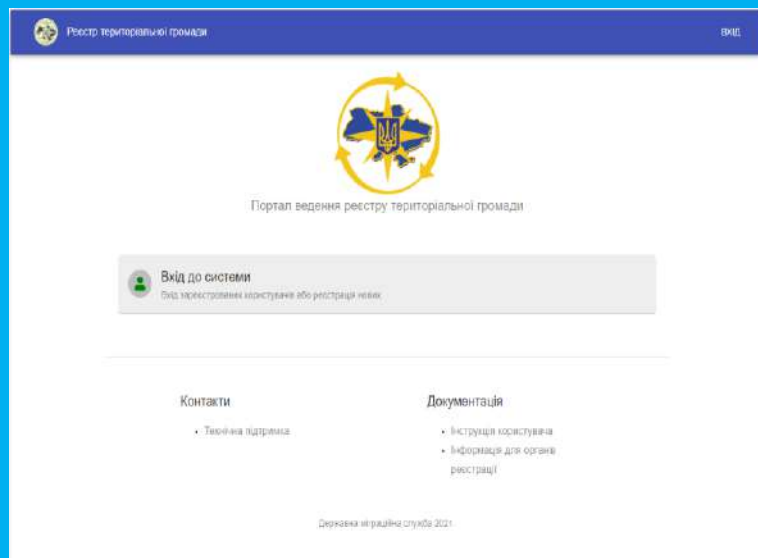 Реєстр територіальної громади
ВХІД
Портал ведення реєстру територіальної громади
Вхід до системи
Вхід зареєстрованих користувачів або реєстрація нових
Контакти
• Технічна підтримка
Документація
• Інструкція користувача
• Інформація для органів
реєстрації
Державна міграційна служба 2021